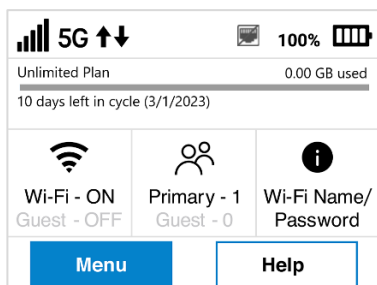 5G 100%
Unlimited Plan 0.00 GB used
10 days left in cycle (3/1/2023)
Wi-Fi - ON
Guest - OFF
Primary - 1
Guest - 0
Wi-Fi Name/
Password
Menu Help